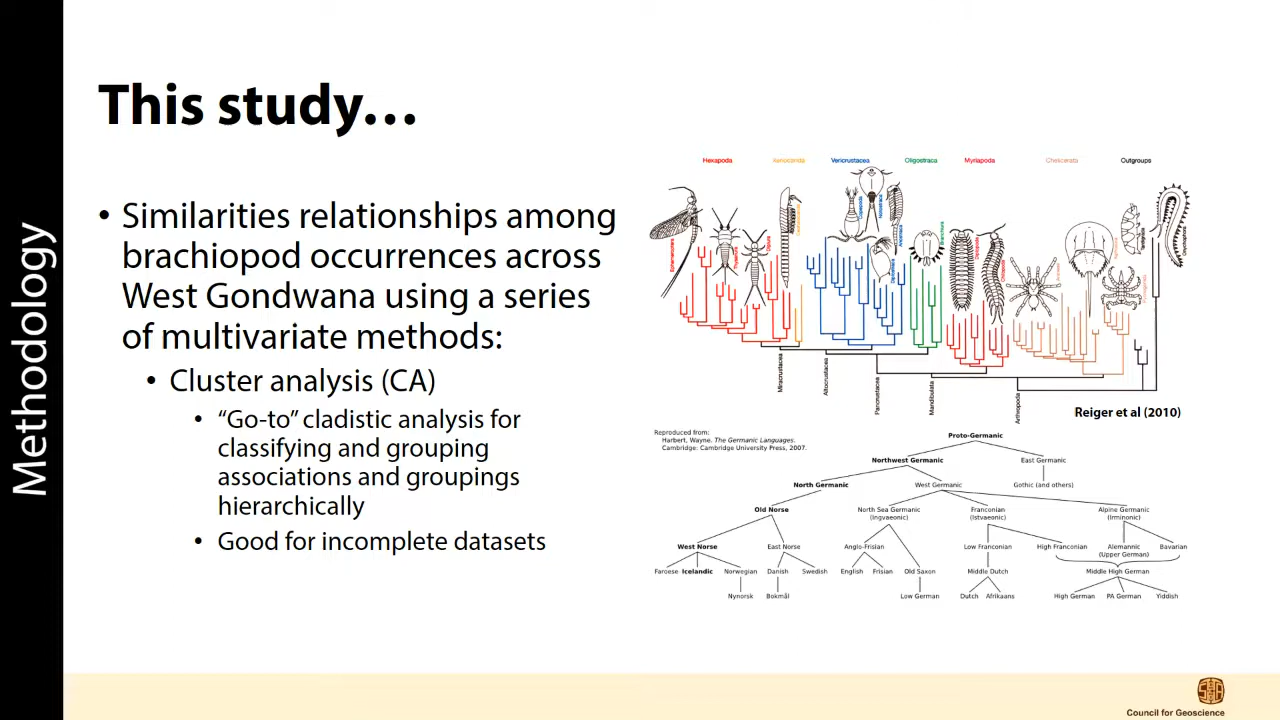 Methodology
This study…
• Similarities relationships among
brachiopod occurrences across
West Gondwana using a series
of multivariate methods:
• Cluster analysis (CA)
• “Go-to” cladistic analysis for
classifying and grouping
associations and groupings
hierarchically
• Good for incomplete datasets
Hexapoda Xenocarida Vericrustacea Oligostraca Myriapoda Chelicerata Outgroups
Miracrustacea
Altocrustacea
Pancrustacea
Mandibulata
Arthropoda
Reiger et al (2010)
Reproduced from:
Harbert, Wayne. The Germanic Languages.
Cambridge: Cambridge University Press, 2007.
Proto-Germanic
Northwest Germanic East Germanic
North Germanic West Germanic Gothic (and others)
Old Norse North Sea Germanic Franconian Alpine Germanic
(Ingvaeonic) (Istvaeonic) (Irminonic)
West Norse East Norse Anglo-Frisian Low Franconian High Franconian Alemannic Bavarian
(Upper German)
Faroese Icelandic Norwegian Danish Swedish English Frisian Old Saxon Middle Dutch Middle High German
Nynorsk Bokmål Low German Dutch Afrikaans High German PA German Yiddish
Council for Geoscience